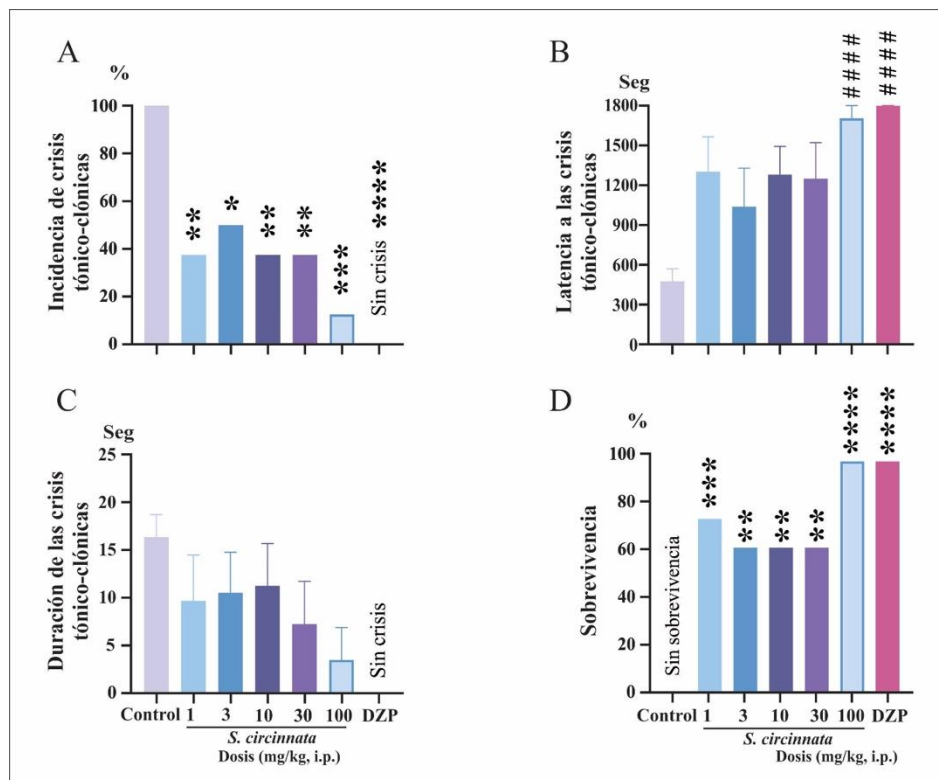 A
%
Incidencia de crisis
tónico-clónicas
100
80
60
40
20
0
**
*
**
**
***
****
Sin crisis
B
Seg
Latencia a las crisis
tónico-clónicas
1800
1500
1200
900
600
300
0
####
####
C
Seg
Duración de las crisis
tónico-clónicas
25
20
15
10
5
0
Sin crisis
Control 1 3 10 30 100 DZP
S. circinnata
Dosis (mg/kg, i.p.)
D
%
Sobrevivencia
100
80
60
40
20
0
Sin sobrevivencia
***
**
**
**
****
****
Control 1 3 10 30 100 DZP
S. circinnata
Dosis (mg/kg, i.p.)